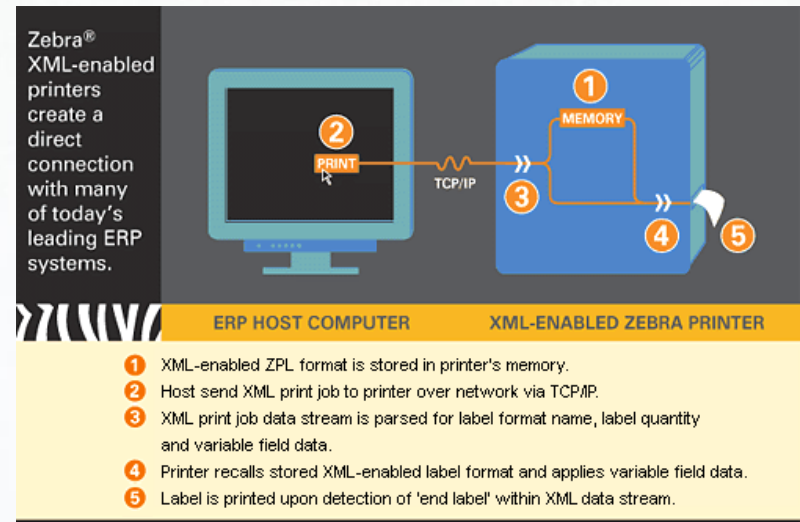 Zebra®
XML-enabled
printers
create a
direct
connection
with many
of today's
leading ERP
systems.
1
MEMORY
2
PRINT
TCP/IP
3
4
5
ERP HOST COMPUTER
XML-ENABLED ZEBRA PRINTER
1 XML-enabled ZPL format is stored in printer's memory.
2 Host send XML print job to printer over network via TCP/IP.
3 XML print job data stream is parsed for label format name, label quantity
and variable field data.
4 Printer recalls stored XML-enabled label format and applies variable field data.
5 Label is printed upon detection of 'end label' within XML data stream.